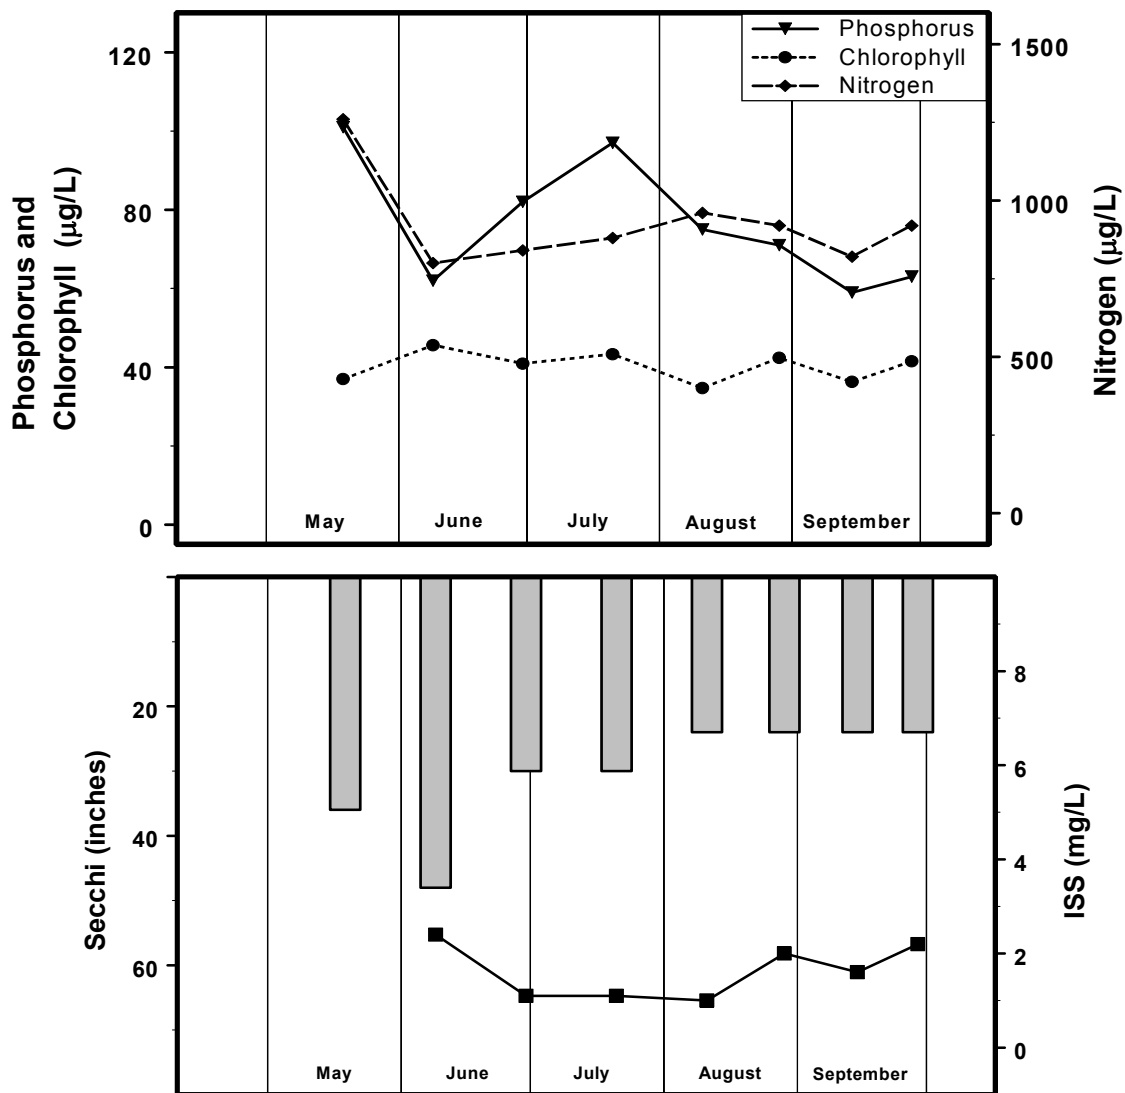 Phosphorus
Chlorophyll
Nitrogen
120
80
40
0
Phosphorus and
Chlorophyll (µg/L)
1500
1000
500
0
Nitrogen (µg/L)
May
June
July
August
September
20
40
60
Secchi (inches)
8
6
4
2
0
ISS (mg/L)
May
June
July
August
September